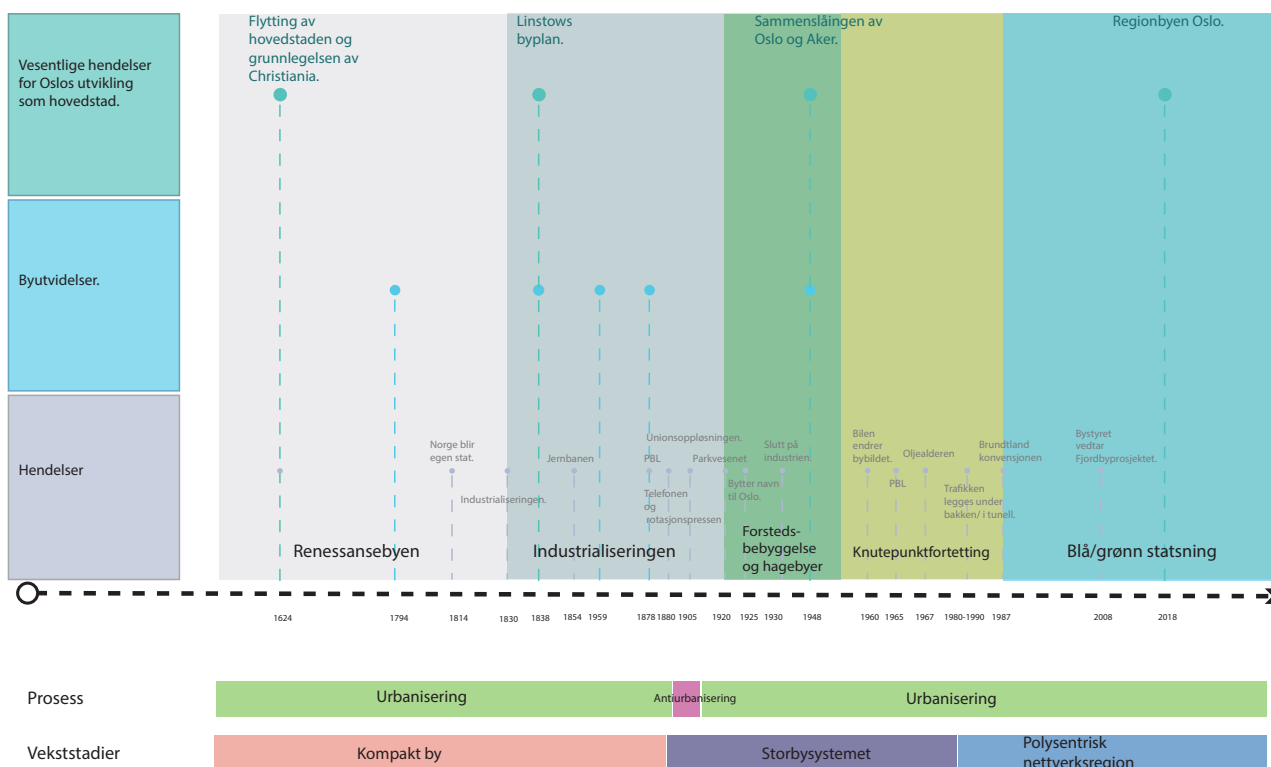 Vesentlige hendelser
for Oslos utvikling
som hovedstad.
Flytting av
hovedstaden og
grunnlegelsen av
Christiania.
Linstows
byplan.
Sammenslåingen av
Oslo og Aker.
Regionbyen Oslo.
Byutvidelser.
Hendelser
Norge blir
egen stat.
Industrialiseringen.
Jernbanen
Unionsoppløsningen.
PBL
Telefonen
og
rotasjonspressen
Parkvesenet
Bytter navn
til Oslo.
Slutt på
industrien.
Bilen
endrer
bybildet.
PBL
Oljealderen
Trafikken
legges under
bakken/ i tunell.
Brundtland
konvensjonen
Bystyret
vedtar
Fjordbyprosjektet.
Renessansebyen
Industrialiseringen
Forsteds-
bebyggelse
og hagebyer
Knutepunktfortetting
Blå/grønn statsning
1624
1794
1814
1830
1838
1854
1959
1878
1880
1905
1920
1925
1930
1948
1960
1965
1967
1980-1990
1987
2008
2018
Prosess
Urbanisering
Antiurbanisering
Urbanisering
Vekststadier
Kompakt by
Storbysystemet
Polysentrisk
nettverksregion